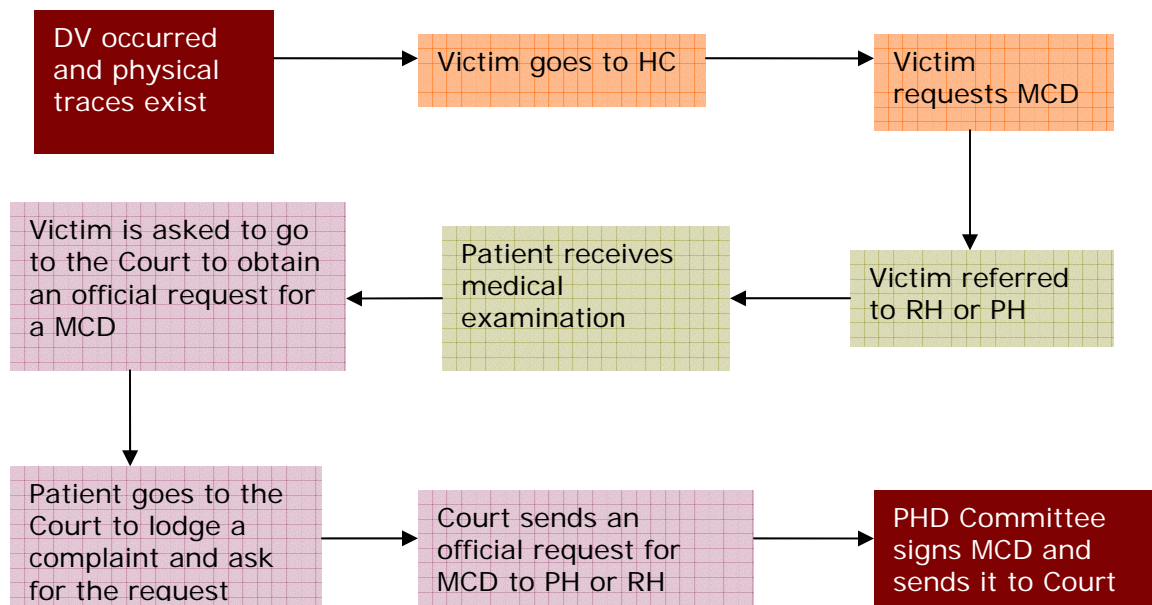 DV occurred
and physical
traces exist
Victim goes to HC
Victim
requests MCD
Victim referred
to RH or PH
Patient receives
medical
examination
Victim is asked to go
to the Court to obtain
an official request for
a MCD
Patient goes to the
Court to lodge a
complaint and ask
for the request
Court sends an
official request for
MCD to PH or RH
PHD Committee
signs MCD and
sends it to Court